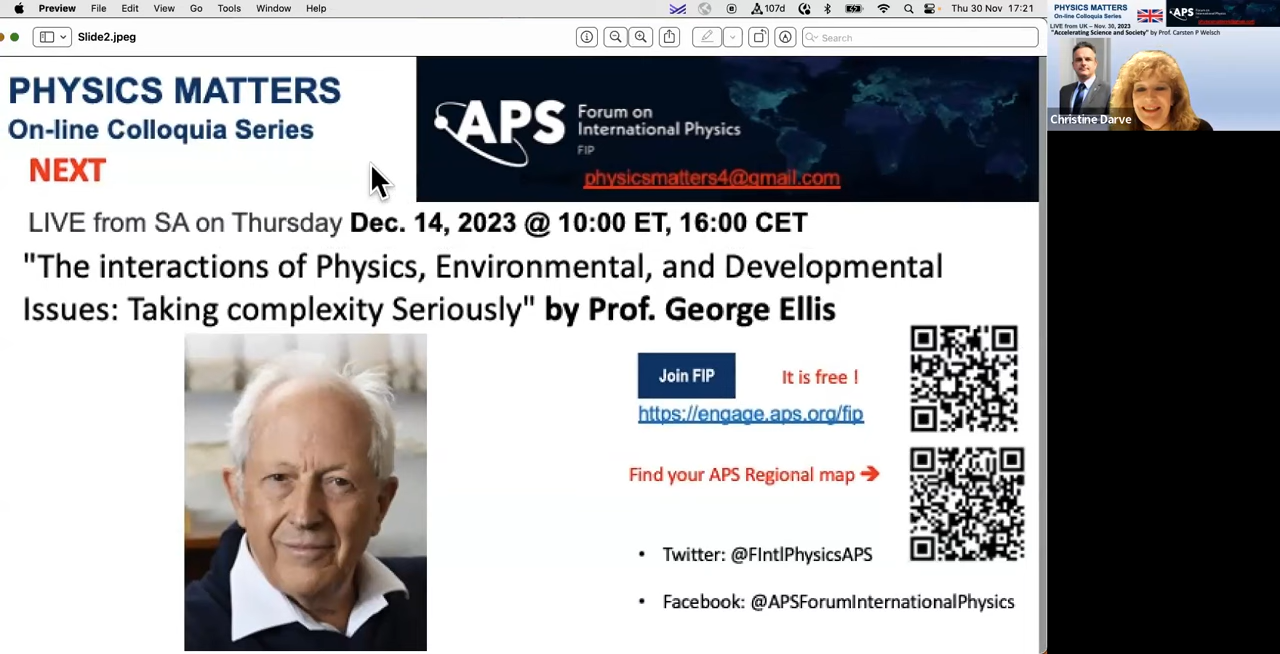 Preview File Edit View Go Tools Window Help
107d
Thu 30 Nov 17:21
Slide2.jpeg
Search
PHYSICS MATTERS
On-line Colloquia Series
NEXT
APS
Forum on
International Physics
FIP
physicsmatters4@gmail.com
LIVE from SA on Thursday Dec. 14, 2023 @ 10:00 ET, 16:00 CET
"The interactions of Physics, Environmental, and Developmental
Issues: Taking complexity Seriously" by Prof. George Ellis
Join FIP
It is free !
https://engage.aps.org/fip
Find your APS Regional map
• Twitter: @FIntlPhysicsAPS
• Facebook: @APSForumInternationalPhysics
PHYSICS MATTERS
On-line Colloquia Series
APS
LIVE from UK – Nov. 30, 2023
"Accelerating Science and Society" by Prof. Carsten P Welsch
Christine Darve